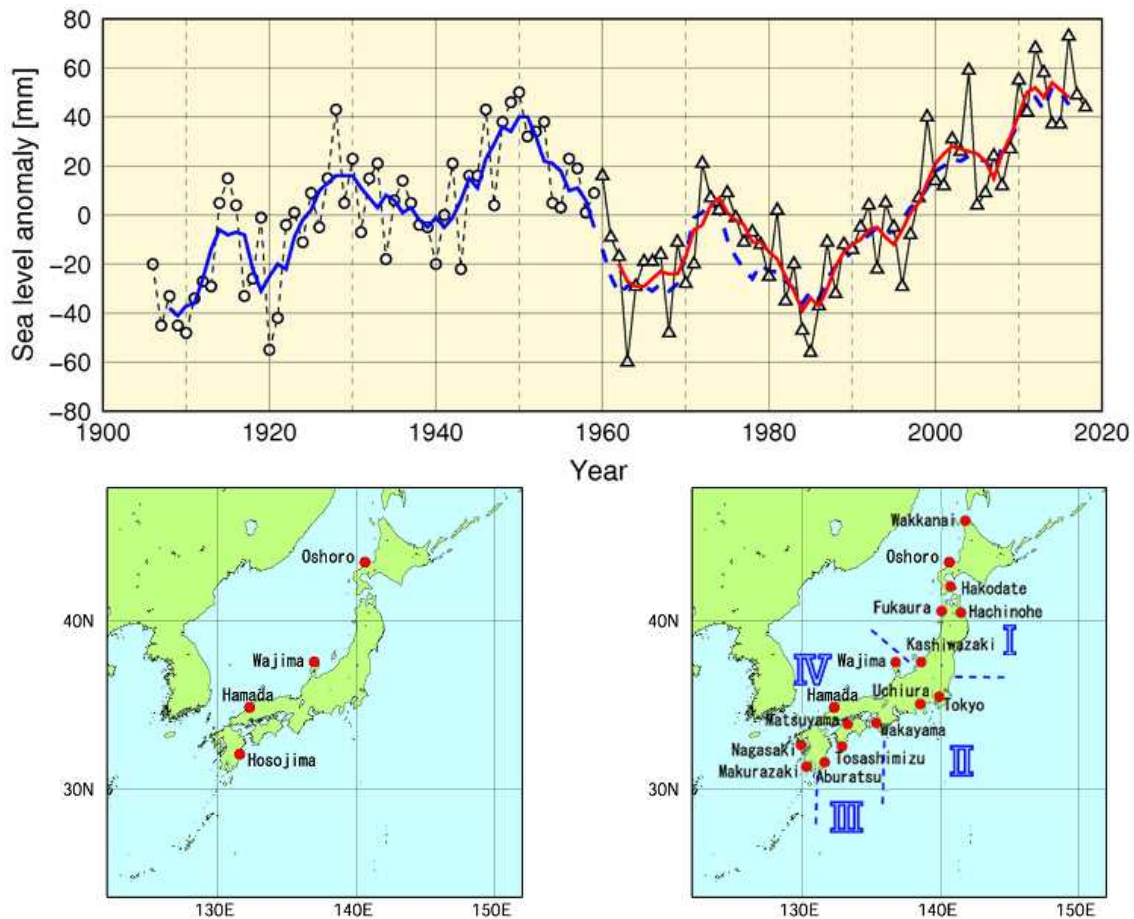 80
60
40
20
0
−20
−40
−60
−80
Sea level anomaly [mm]
1900 1920 1940 1960 1980 2000 2020
Year
Oshoro
Wajima
Hamada
Hosojima
40N
30N
130E 140E 150E
Wakkanai
Oshoro
Hakodate
Fukaura
Hachinohe
Kashiwazaki
I
Wajima
IV
Uchiura
Hamada
Tokyo
Matsuyama
Wakayama
Nagasaki
Tosashimizu
II
Makurazaki
Aburatsu
III
40N
30N
130E 140E 150E